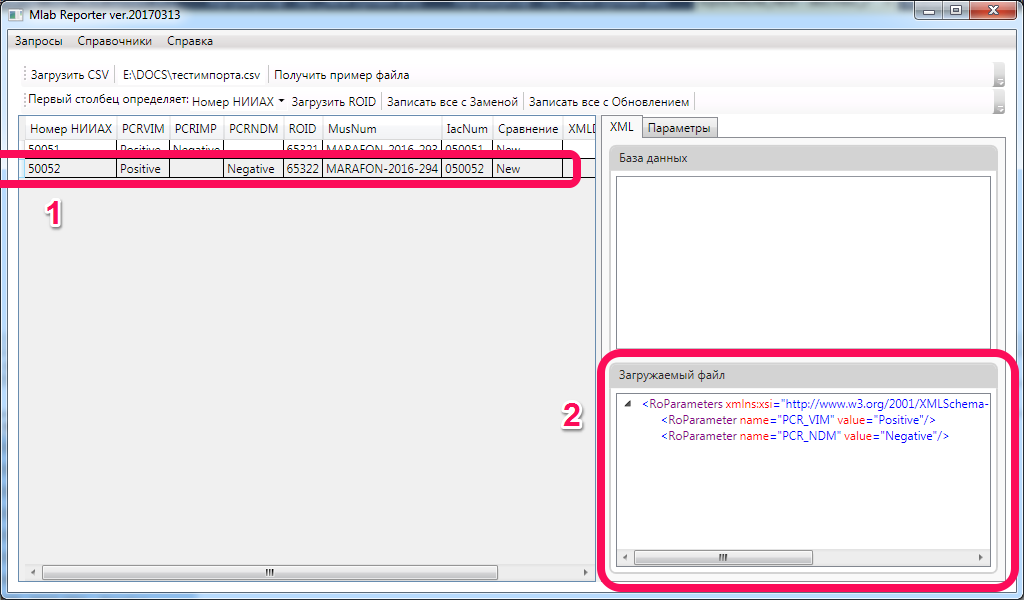 Mlab Reporter ver.20170313
Запросы Справочники Справка
Загрузить CSV E:\DOCS\тестимпорта.csv Получить пример файла
Первый столбец определяет: Номер НИИАХ Загрузить ROID Записать все с Заменой Записать все с Обновлением
Номер НИИАХ PCRVIM PCRIMP PCRNDM ROID MusNum IacNum Сравнение XMLD
50051 Positive Negative 65321 MARAFON-2016-293 050051 New
50052 Positive Negative 65322 MARAFON-2016-294 050052 New
1
XML Параметры
База данных
2
Загружаемый файл
<RoParameters xmlns:xsi="http://www.w3.org/2001/XMLSchema-
<RoParameter name="PCR_VIM" value="Positive"/>
<RoParameter name="PCR_NDM" value="Negative"/>